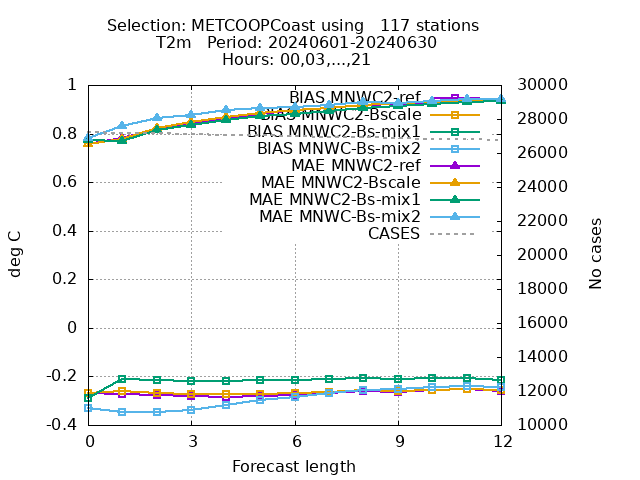 Selection: METCOOPCoast using   117 stations
T2m   Period: 20240601-20240630
Hours: 00,03,...,21
1
0.8
0.6
0.4
0.2
0
-0.2
-0.4
deg C
30000
28000
26000
24000
22000
20000
18000
16000
14000
12000
10000
No cases
BIAS MNWC2-ref
BIAS MNWC2-Bscale
BIAS MNWC2-Bs-mix1
BIAS MNWC-Bs-mix2
MAE MNWC2-ref
MAE MNWC2-Bscale
MAE MNWC2-Bs-mix1
MAE MNWC-Bs-mix2
CASES
0 3 6 9 12
Forecast length